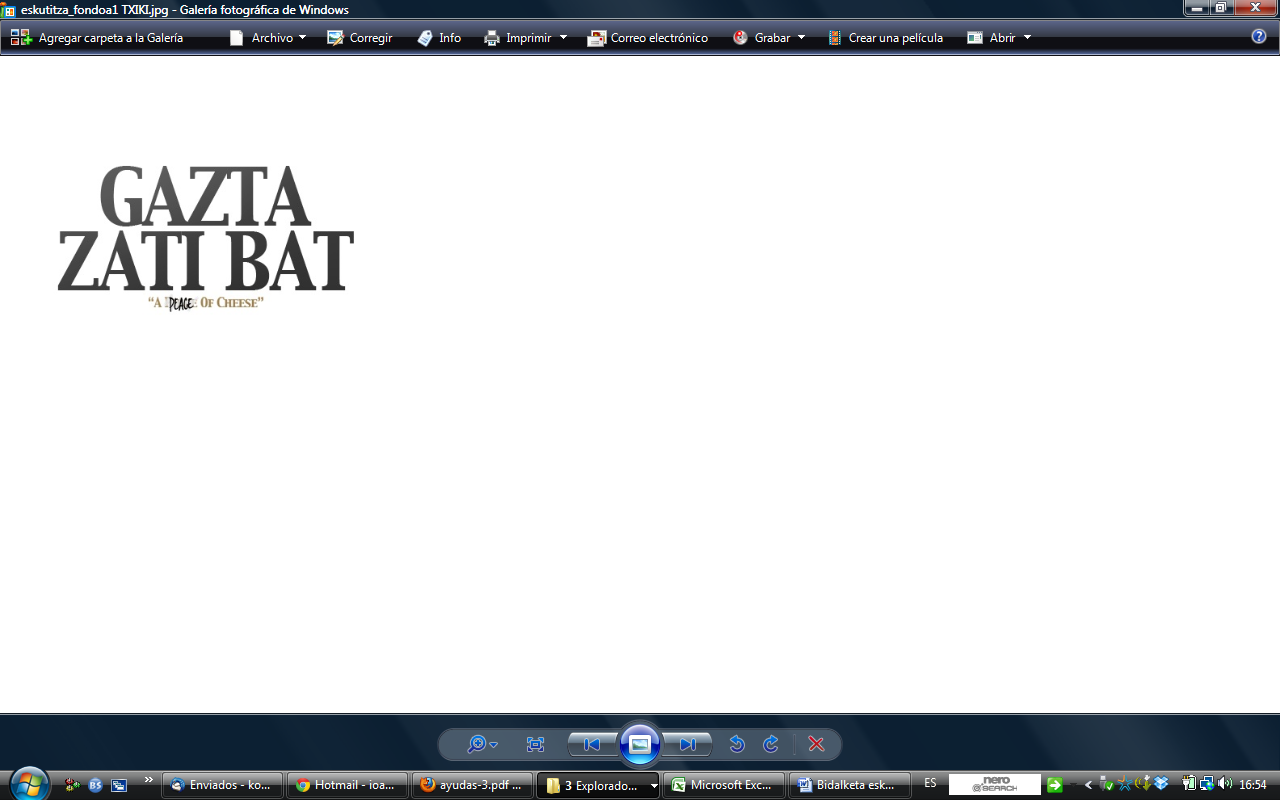 eskutitza_fondoa1 TXIKI.jpg - Galería fotográfica de Windows
Agregar carpeta a la Galería Archivo Corregir Info Imprimir Correo electrónico Grabar Crear una película Abrir ?
GAZTA
ZATI BAT
“A PEACE OF CHEESE”
BS » Enviados - ko... Hotmail - ioa... ayudas-3.pdf ... 3 Explorado... Microsoft Exc... Bidalketa esk... ES nero SEARCH < 16:54